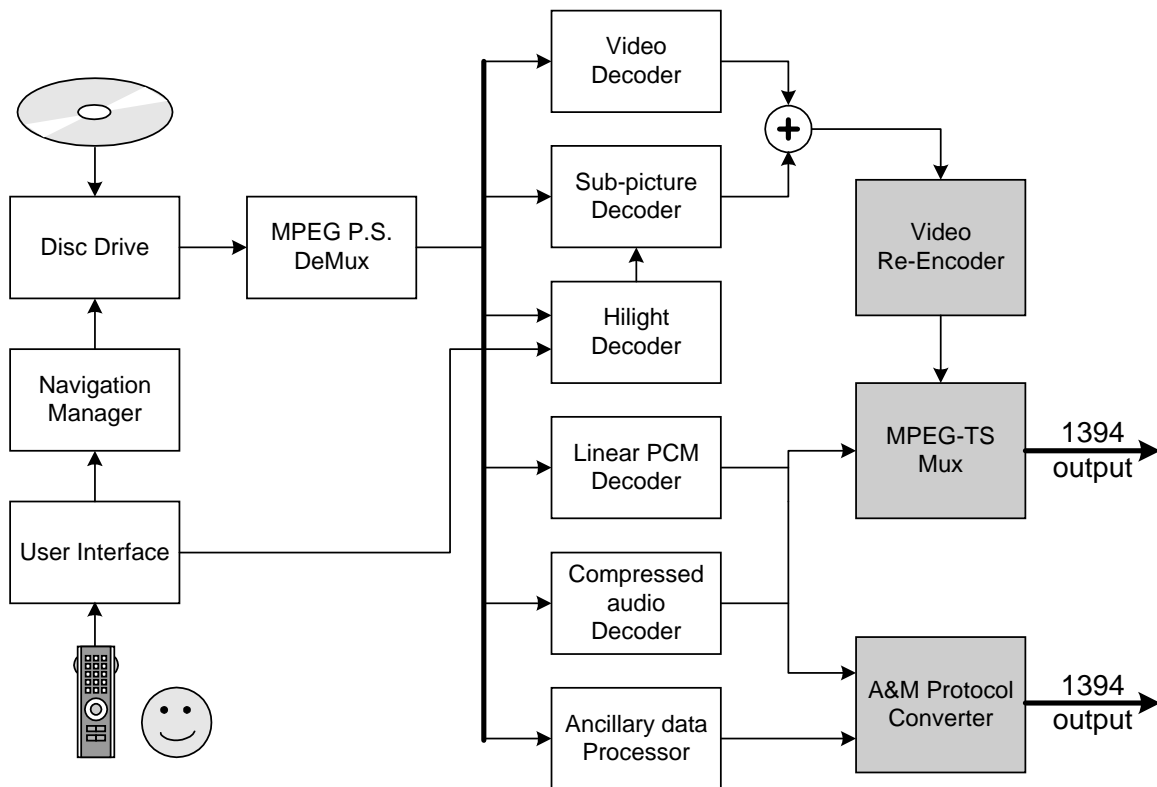 Video
Decoder
Sub-picture
Decoder
Disc Drive
MPEG P.S.
DeMux
Video
Re-Encoder
Hilight
Decoder
Navigation
Manager
Linear PCM
Decoder
MPEG-TS
Mux
1394
output
User Interface
Compressed
audio
Decoder
A&M Protocol
Converter
1394
output
Ancillary data
Processor